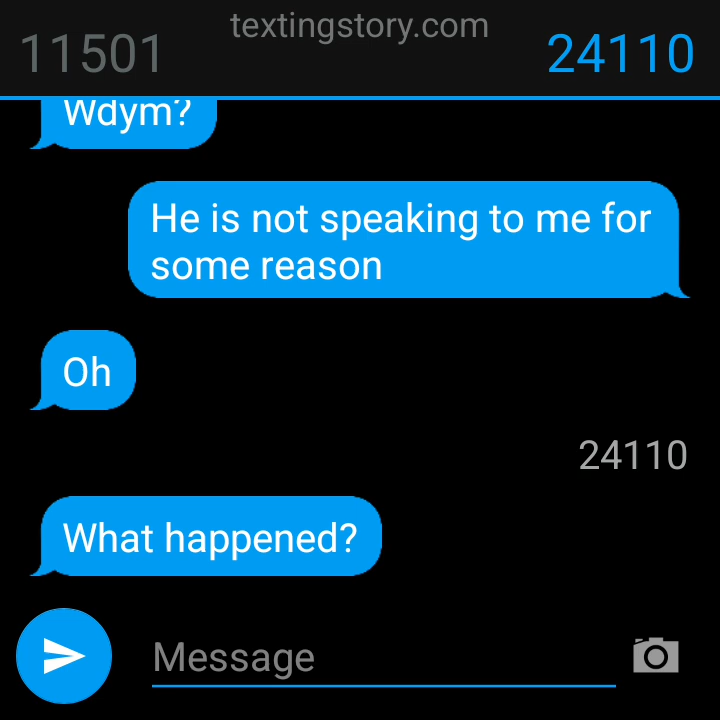 textingstory.com
11501
24110
Wdym?
He is not speaking to me for
some reason
Oh
24110
What happened?
Message